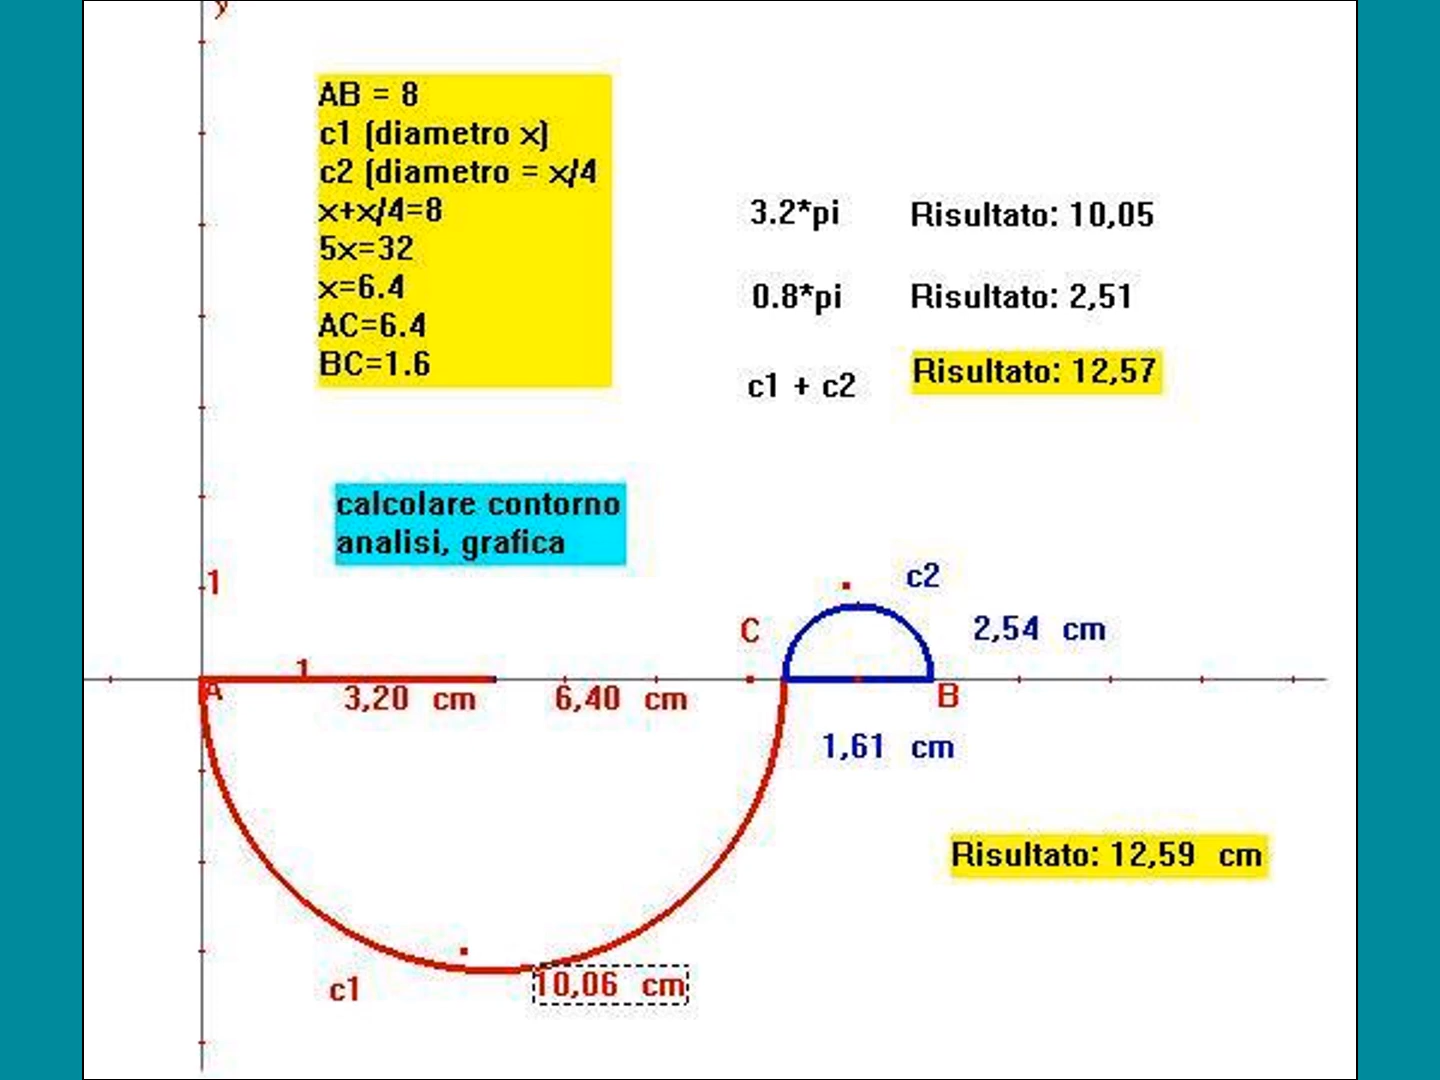 y
AB = 8
c1 (diametro x)
c2 (diametro = x/4
x+x/4=8
5x=32
x=6.4
AC=6.4
BC=1.6
3.2*pi Risultato: 10,05
0.8*pi Risultato: 2,51
c1 + c2 Risultato: 12,57
calcolare contorno
analisi, grafica
1
c2
C
2,54 cm
1
A
3,20 cm 6,40 cm
B
1,61 cm
Risultato: 12,59 cm
c1
10,06 cm